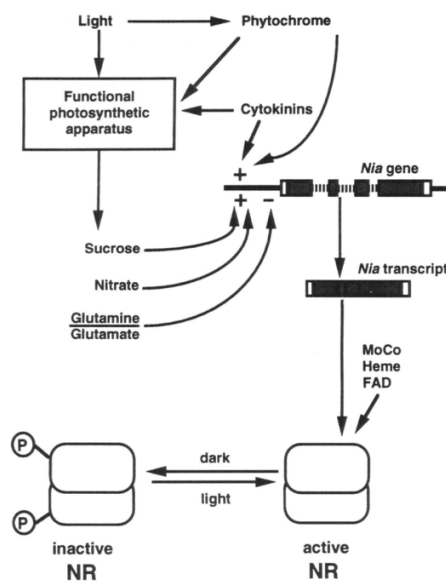 Light
Phytochrome
Functional
photosynthetic
apparatus
Cytokinins
+
Nia gene
+ −
Sucrose
Nitrate
Nia transcript
Glutamine
Glutamate
MoCo
Heme
FAD
P
dark
light
P
inactive
NR
active
NR